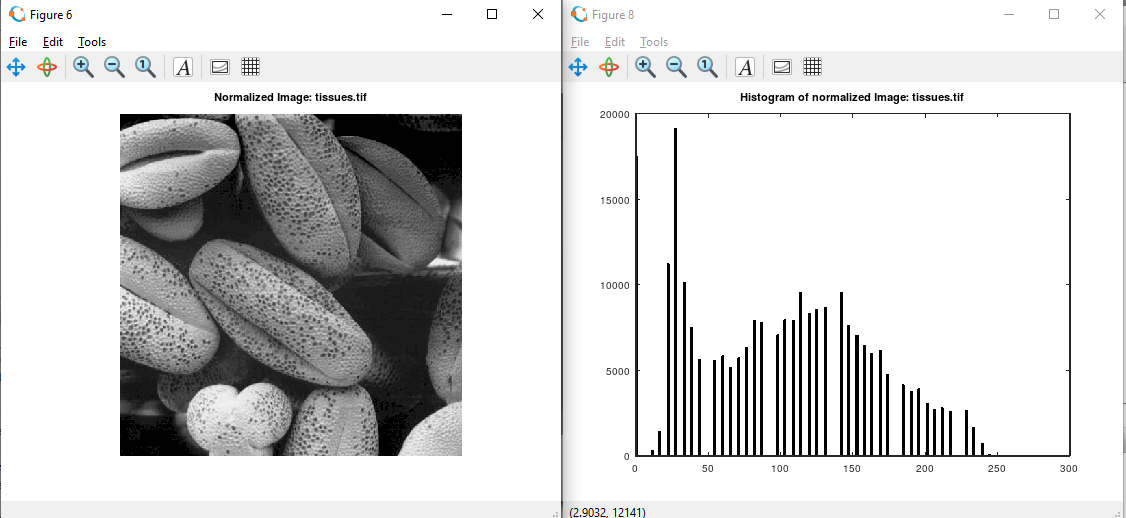 Figure 6
File Edit Tools
A
Normalized Image: tissues.tif
Figure 8
File Edit Tools
A
Histogram of normalized Image: tissues.tif
20000
15000
10000
5000
0
0 50 100 150 200 250 300
(2.9032, 12141)